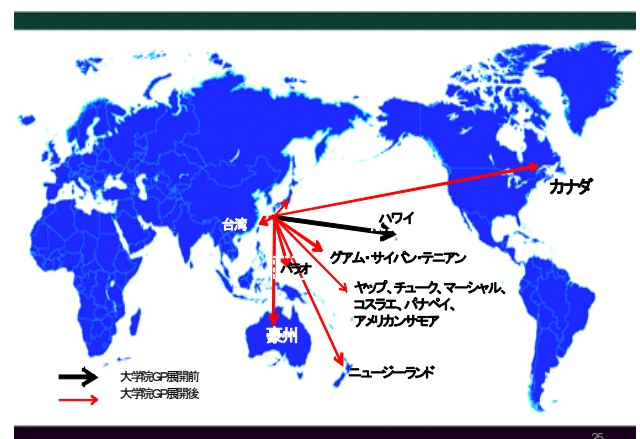 カナダ
ハワイ
台湾
グアム・サイパン・テニアン
パラオ
ヤップ、チューク、マーシャル、
コスラエ、パナペイ、
アメリカンサモア
豪州
ニュージーランド
大学院GP展開前
大学院GP展開後
25